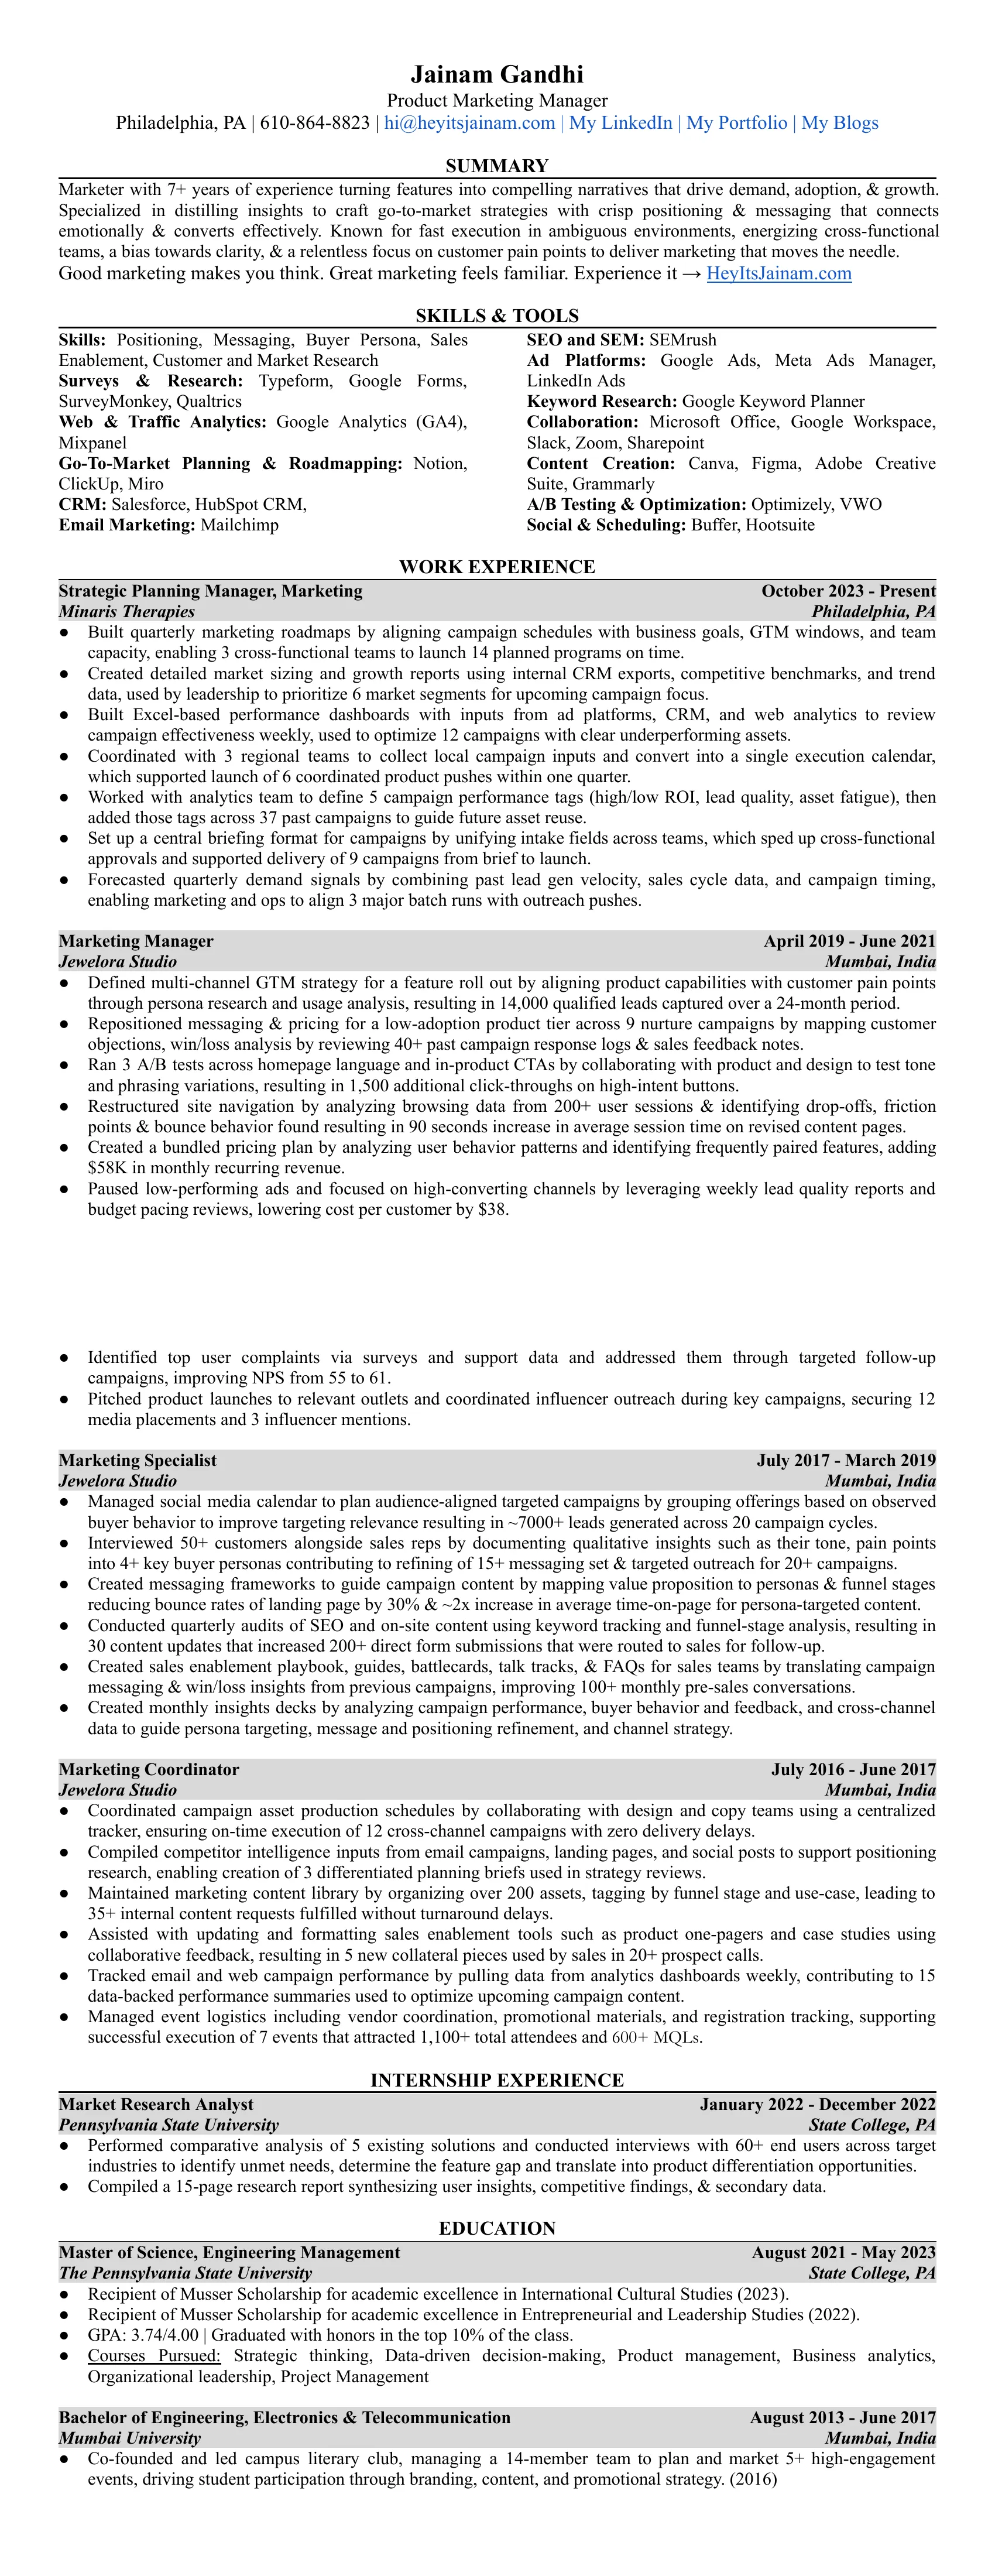 Jainam Gandhi
Product Marketing Manager
Philadelphia, PA | 610-864-8823 | hi@heyitsjainam.com | My LinkedIn | My Portfolio | My Blogs
SUMMARY
Marketer with 7+ years of experience turning features into compelling narratives that drive demand, adoption, & growth.
Specialized in distilling insights to craft go-to-market strategies with crisp positioning & messaging that connects
emotionally & converts effectively. Known for fast execution in ambiguous environments, energizing cross-functional
teams, a bias towards clarity, & a relentless focus on customer pain points to deliver marketing that moves the needle.
Good marketing makes you think. Great marketing feels familiar. Experience it → HeyItsJainam.com
SKILLS & TOOLS
Skills: Positioning, Messaging, Buyer Persona, Sales
Enablement, Customer and Market Research
Surveys & Research: Typeform, Google Forms,
SurveyMonkey, Qualtrics
Web & Traffic Analytics: Google Analytics (GA4),
Mixpanel
Go-To-Market Planning & Roadmapping: Notion,
ClickUp, Miro
CRM: Salesforce, HubSpot CRM,
Email Marketing: Mailchimp
SEO and SEM: SEMrush
Ad Platforms: Google Ads, Meta Ads Manager,
LinkedIn Ads
Keyword Research: Google Keyword Planner
Collaboration: Microsoft Office, Google Workspace,
Slack, Zoom, Sharepoint
Content Creation: Canva, Figma, Adobe Creative
Suite, Grammarly
A/B Testing & Optimization: Optimizely, VWO
Social & Scheduling: Buffer, Hootsuite
WORK EXPERIENCE
Strategic Planning Manager, Marketing October 2023 - Present
Minaris Therapies Philadelphia, PA
● Built quarterly marketing roadmaps by aligning campaign schedules with business goals, GTM windows, and team
capacity, enabling 3 cross-functional teams to launch 14 planned programs on time.
● Created detailed market sizing and growth reports using internal CRM exports, competitive benchmarks, and trend
data, used by leadership to prioritize 6 market segments for upcoming campaign focus.
● Built Excel-based performance dashboards with inputs from ad platforms, CRM, and web analytics to review
campaign effectiveness weekly, used to optimize 12 campaigns with clear underperforming assets.
● Coordinated with 3 regional teams to collect local campaign inputs and convert into a single execution calendar,
which supported launch of 6 coordinated product pushes within one quarter.
● Worked with analytics team to define 5 campaign performance tags (high/low ROI, lead quality, asset fatigue), then
added those tags across 37 past campaigns to guide future asset reuse.
● Set up a central briefing format for campaigns by unifying intake fields across teams, which sped up cross-functional
approvals and supported delivery of 9 campaigns from brief to launch.
● Forecasted quarterly demand signals by combining past lead gen velocity, sales cycle data, and campaign timing,
enabling marketing and ops to align 3 major batch runs with outreach pushes.
Marketing Manager April 2019 - June 2021
Jewelora Studio Mumbai, India
● Defined multi-channel GTM strategy for a feature roll out by aligning product capabilities with customer pain points
through persona research and usage analysis, resulting in 14,000 qualified leads captured over a 24-month period.
● Repositioned messaging & pricing for a low-adoption product tier across 9 nurture campaigns by mapping customer
objections, win/loss analysis by reviewing 40+ past campaign response logs & sales feedback notes.
● Ran 3 A/B tests across homepage language and in-product CTAs by collaborating with product and design to test tone
and phrasing variations, resulting in 1,500 additional click-throughs on high-intent buttons.
● Restructured site navigation by analyzing browsing data from 200+ user sessions & identifying drop-offs, friction
points & bounce behavior found resulting in 90 seconds increase in average session time on revised content pages.
● Created a bundled pricing plan by analyzing user behavior patterns and identifying frequently paired features, adding
$58K in monthly recurring revenue.
● Paused low-performing ads and focused on high-converting channels by leveraging weekly lead quality reports and
budget pacing reviews, lowering cost per customer by $38.
● Identified top user complaints via surveys and support data and addressed them through targeted follow-up
campaigns, improving NPS from 55 to 61.
● Pitched product launches to relevant outlets and coordinated influencer outreach during key campaigns, securing 12
media placements and 3 influencer mentions.
Marketing Specialist July 2017 - March 2019
Jewelora Studio Mumbai, India
● Managed social media calendar to plan audience-aligned targeted campaigns by grouping offerings based on observed
buyer behavior to improve targeting relevance resulting in ~7000+ leads generated across 20 campaign cycles.
● Interviewed 50+ customers alongside sales reps by documenting qualitative insights such as their tone, pain points
into 4+ key buyer personas contributing to refining of 15+ messaging set & targeted outreach for 20+ campaigns.
● Created messaging frameworks to guide campaign content by mapping value proposition to personas & funnel stages
reducing bounce rates of landing page by 30% & ~2x increase in average time-on-page for persona-targeted content.
● Conducted quarterly audits of SEO and on-site content using keyword tracking and funnel-stage analysis, resulting in
30 content updates that increased 200+ direct form submissions that were routed to sales for follow-up.
● Created sales enablement playbook, guides, battlecards, talk tracks, & FAQs for sales teams by translating campaign
messaging & win/loss insights from previous campaigns, improving 100+ monthly pre-sales conversations.
● Created monthly insights decks by analyzing campaign performance, buyer behavior and feedback, and cross-channel
data to guide persona targeting, message and positioning refinement, and channel strategy.
Marketing Coordinator July 2016 - June 2017
Jewelora Studio Mumbai, India
● Coordinated campaign asset production schedules by collaborating with design and copy teams using a centralized
tracker, ensuring on-time execution of 12 cross-channel campaigns with zero delivery delays.
● Compiled competitor intelligence inputs from email campaigns, landing pages, and social posts to support positioning
research, enabling creation of 3 differentiated planning briefs used in strategy reviews.
● Maintained marketing content library by organizing over 200 assets, tagging by funnel stage and use-case, leading to
35+ internal content requests fulfilled without turnaround delays.
● Assisted with updating and formatting sales enablement tools such as product one-pagers and case studies using
collaborative feedback, resulting in 5 new collateral pieces used by sales in 20+ prospect calls.
● Tracked email and web campaign performance by pulling data from analytics dashboards weekly, contributing to 15
data-backed performance summaries used to optimize upcoming campaign content.
● Managed event logistics including vendor coordination, promotional materials, and registration tracking, supporting
successful execution of 7 events that attracted 1,100+ total attendees and 600+ MQLs.
INTERNSHIP EXPERIENCE
Market Research Analyst January 2022 - December 2022
Pennsylvania State University State College, PA
● Performed comparative analysis of 5 existing solutions and conducted interviews with 60+ end users across target
industries to identify unmet needs, determine the feature gap and translate into product differentiation opportunities.
● Compiled a 15-page research report synthesizing user insights, competitive findings, & secondary data.
EDUCATION
Master of Science, Engineering Management August 2021 - May 2023
The Pennsylvania State University State College, PA
● Recipient of Musser Scholarship for academic excellence in International Cultural Studies (2023).
● Recipient of Musser Scholarship for academic excellence in Entrepreneurial and Leadership Studies (2022).
● GPA: 3.74/4.00 | Graduated with honors in the top 10% of the class.
● Courses Pursued: Strategic thinking, Data-driven decision-making, Product management, Business analytics,
Organizational leadership, Project Management
Bachelor of Engineering, Electronics & Telecommunication August 2013 - June 2017
Mumbai University Mumbai, India
● Co-founded and led campus literary club, managing a 14-member team to plan and market 5+ high-engagement
events, driving student participation through branding, content, and promotional strategy. (2016)